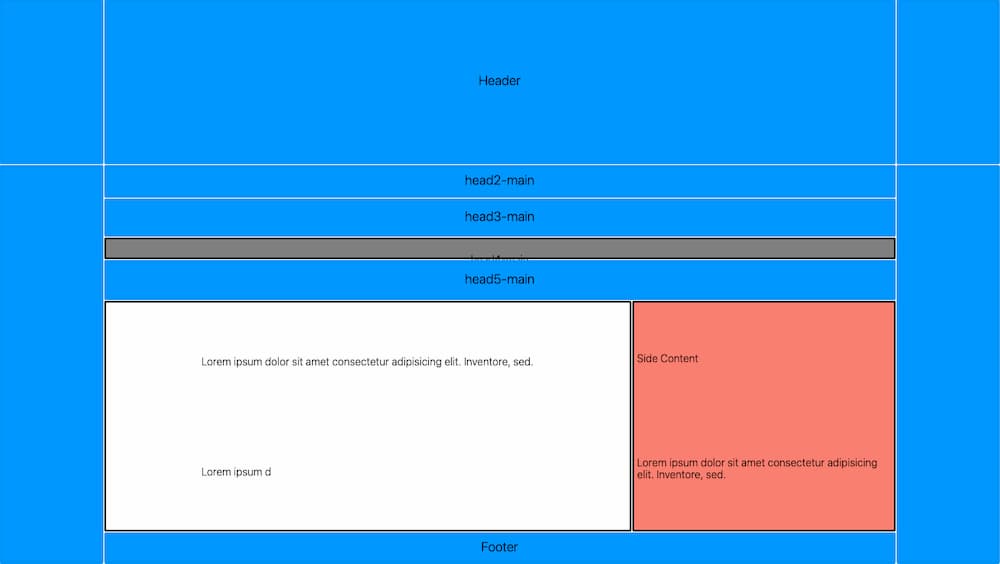 Header
head2-main
head3-main
head5-main
Lorem ipsum dolor sit amet consectetur adipisicing elit. Inventore, sed.
Lorem ipsum d
Side Content
Lorem ipsum dolor sit amet consectetur adipisicing
elit. Inventore, sed.
Footer